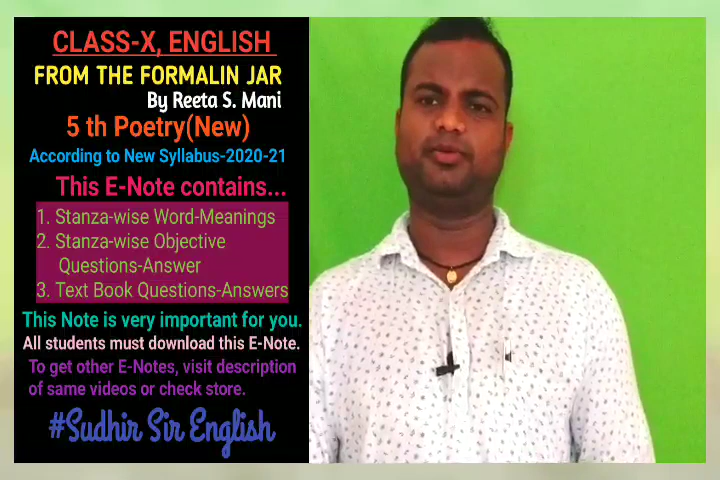 CLASS-X, ENGLISH
FROM THE FORMALIN JAR
By Reeta S. Mani
5 th Poetry(New)
According to New Syllabus-2020-21
This E-Note contains...
1. Stanza-wise Word-Meanings
2. Stanza-wise Objective
Questions-Answer
3. Text Book Questions-Answers
This Note is very important for you.
All students must download this E-Note.
To get other E-Notes, visit description
of same videos or check store.
#Sudhir Sir English